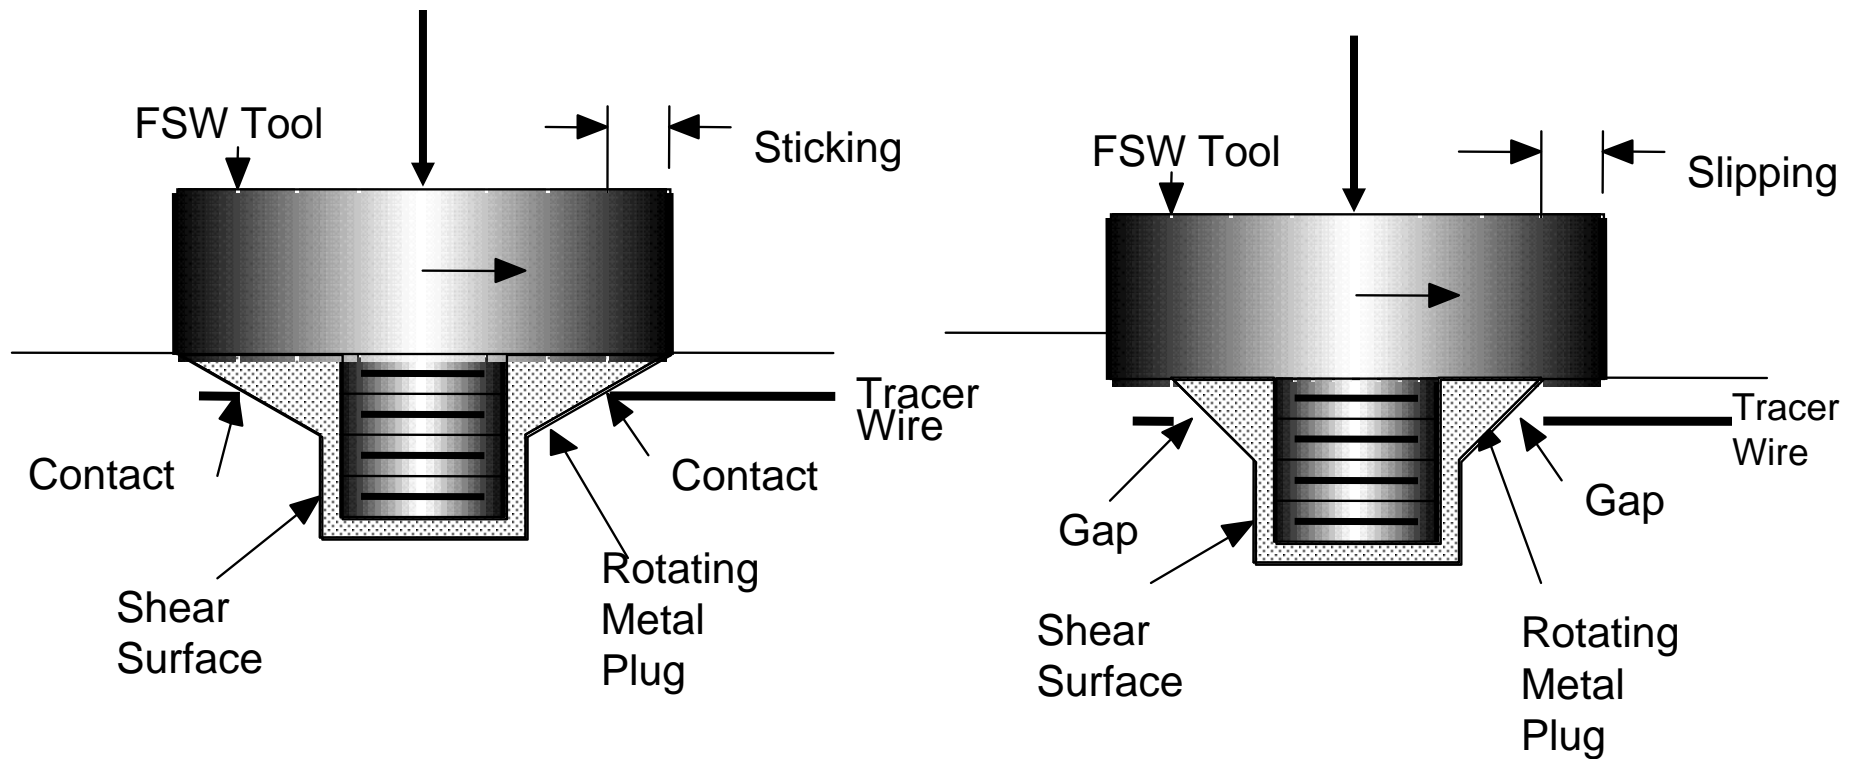 FSW Tool
Sticking
Tracer
Wire
Contact
Contact
Shear
Surface
Rotating
Metal
Plug
FSW Tool
Slipping
Tracer
Wire
Gap
Gap
Shear
Surface
Rotating
Metal
Plug